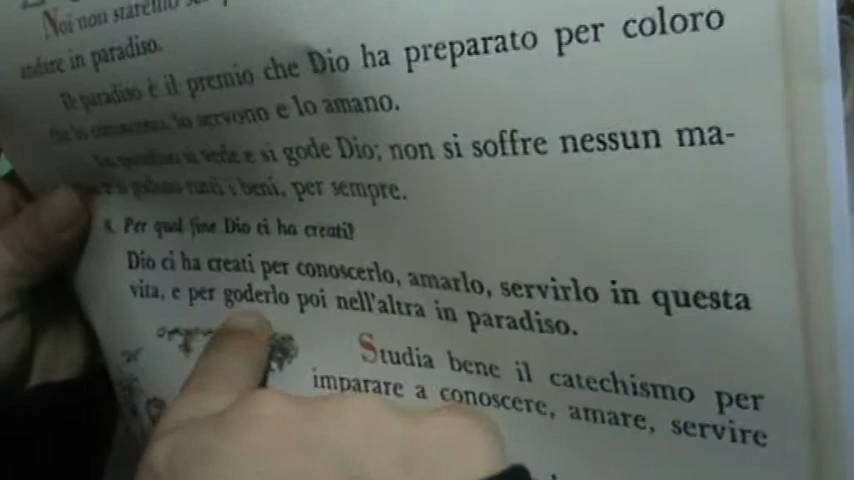 Noi non staremo
andare in paradiso.
Il paradiso è il premio che Dio ha preparato per coloro
che lo conoscono, lo servono e lo amano.
In paradiso si vede e si gode Dio; non si soffre nessun ma-
si godono tutti i beni, per sempre.
Per qual fine Dio ci ha creati?
Dio ci ha creati per conoscerlo, amarlo, servirlo in questa
vita, e per goderlo poi nell'altra in paradiso.
Studia bene il catechismo per
imparare a conoscere, amare, servire